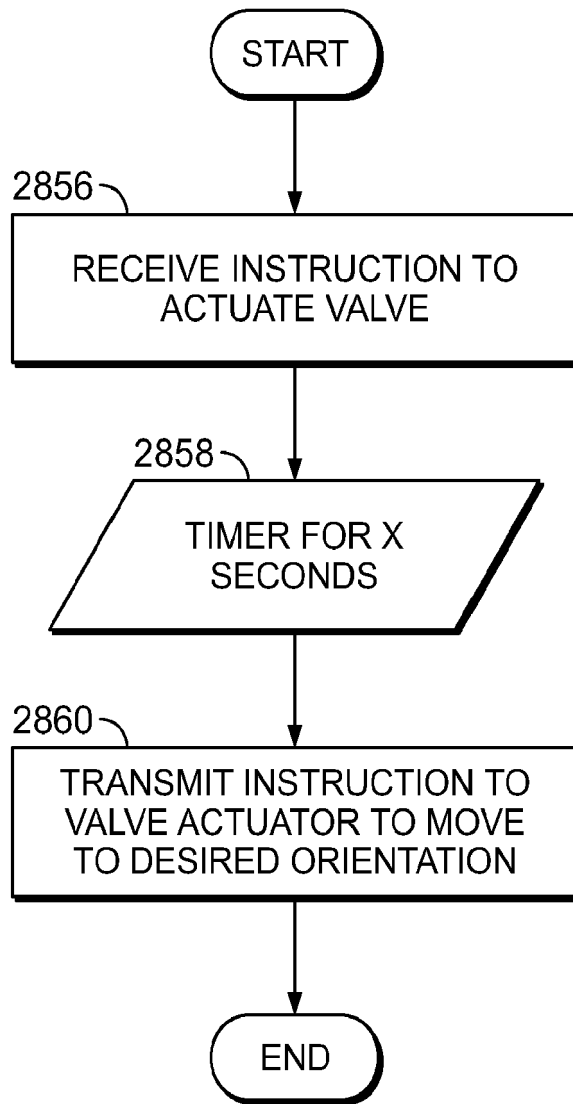 START
2856
RECEIVE INSTRUCTION TO
ACTUATE VALVE
2858
TIMER FOR X
SECONDS
2860
TRANSMIT INSTRUCTION TO
VALVE ACTUATOR TO MOVE
TO DESIRED ORIENTATION
END